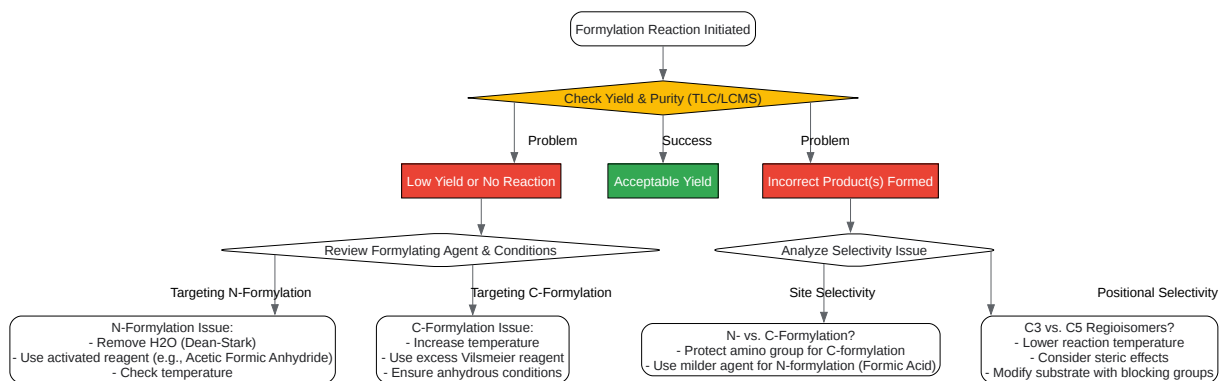 Formylation Reaction Initiated
Check Yield & Purity (TLC/LCMS)
Problem
Success
Problem
Low Yield or No Reaction
Acceptable Yield
Incorrect Product(s) Formed
Review Formylating Agent & Conditions
Analyze Selectivity Issue
Targeting N-Formylation
Targeting C-Formylation
Site Selectivity
Positional Selectivity
N-Formylation Issue:
- Remove H2O (Dean-Stark)
- Use activated reagent (e.g., Acetic Formic Anhydride)
- Check temperature
C-Formylation Issue:
- Increase temperature
- Use excess Vilsmeier reagent
- Ensure anhydrous conditions
N- vs. C-Formylation?
- Protect amino group for C-formylation
- Use milder agent for N-formylation (Formic Acid)
C3 vs. C5 Regioisomers?
- Lower reaction temperature
- Consider steric effects
- Modify substrate with blocking groups